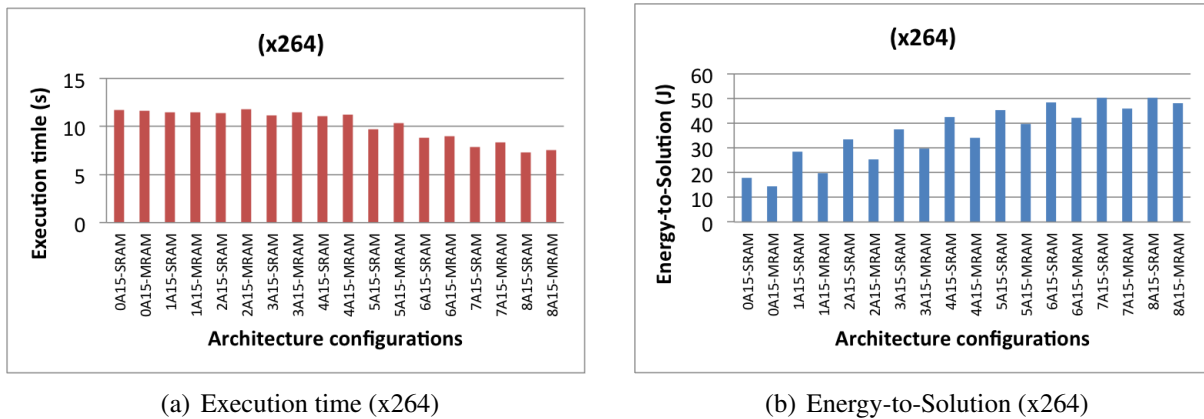 (x264)
Execution timle (s)
15
10
5
0
0A15-SRAM
0A15-MRAM
1A15-SRAM
1A15-MRAM
2A15-SRAM
2A15-MRAM
3A15-SRAM
3A15-MRAM
4A15-SRAM
4A15-MRAM
5A15-SRAM
5A15-MRAM
6A15-SRAM
6A15-MRAM
7A15-SRAM
7A15-MRAM
8A15-SRAM
8A15-MRAM
Architecture configurations
(a) Execution time (x264)
(x264)
Energy-to-Solution (J)
60
50
40
30
20
10
0
0A15-SRAM
0A15-MRAM
1A15-SRAM
1A15-MRAM
2A15-SRAM
2A15-MRAM
3A15-SRAM
3A15-MRAM
4A15-SRAM
4A15-MRAM
5A15-SRAM
5A15-MRAM
6A15-SRAM
6A15-MRAM
7A15-SRAM
7A15-MRAM
8A15-SRAM
8A15-MRAM
Architecture configurations
(b) Energy-to-Solution (x264)